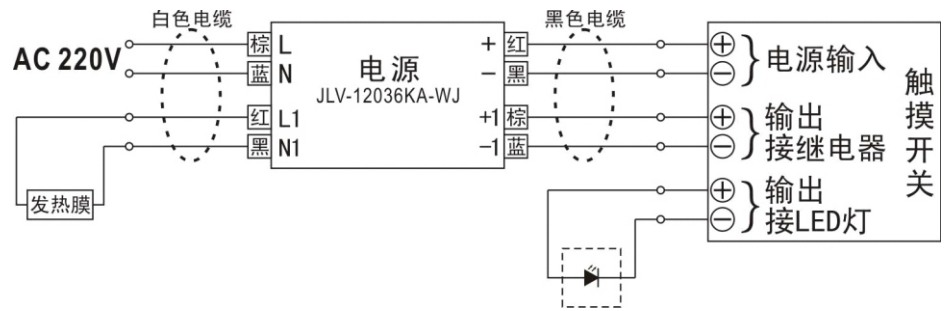 白色电缆
黑色电缆
AC 220V
棕 L
蓝 N
红 L1
黑 N1
电源
JLV-12036KA-WJ
+ 红
− 黑
+1 棕
−1 蓝
发热膜
⊕
⊖
电源输入
⊕
⊖
输出
接继电器
⊕
⊖
输出
接LED灯
触摸开关